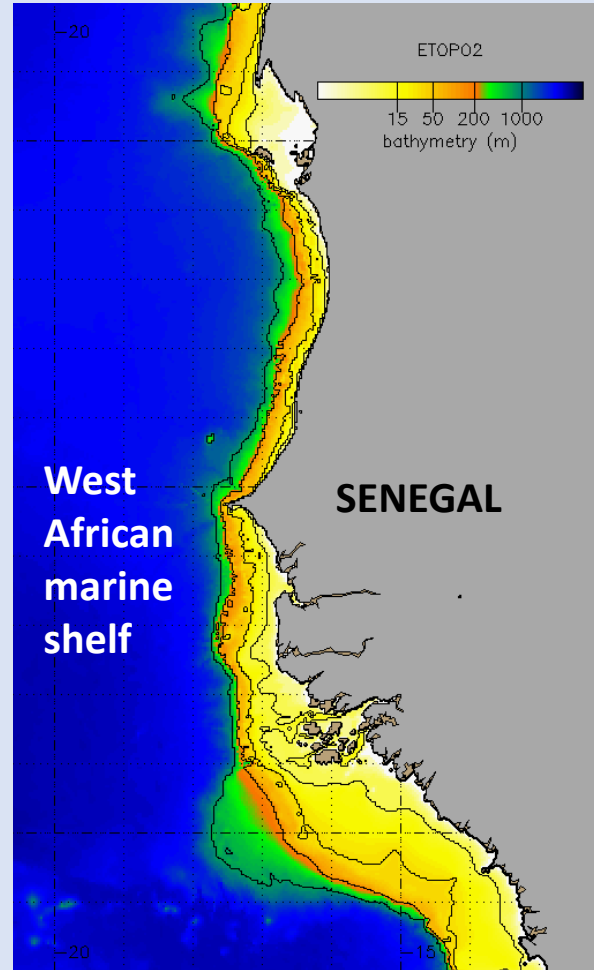 -20
ETOPO2
15 50 200 1000
bathymetry (m)
West
African
marine
shelf
SENEGAL
-20
-15